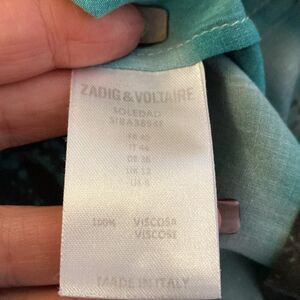 ZADIG & VOLTAIRE
SOLEDAD
FR 40
IT 44
DE 38
UK 12
US 8
100% VISCOSA
VISCOSE
MADE IN ITALY